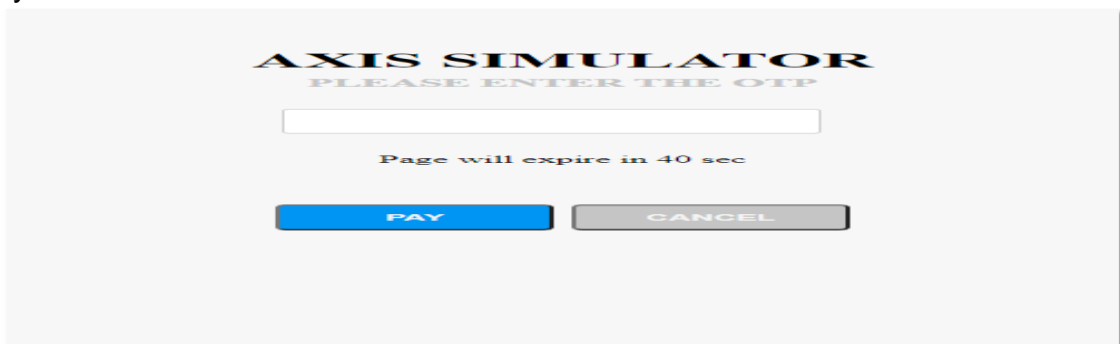 AXIS SIMULATOR
PLEASE ENTER THE OTP
Page will expire in 40 sec
PAY
CANCEL